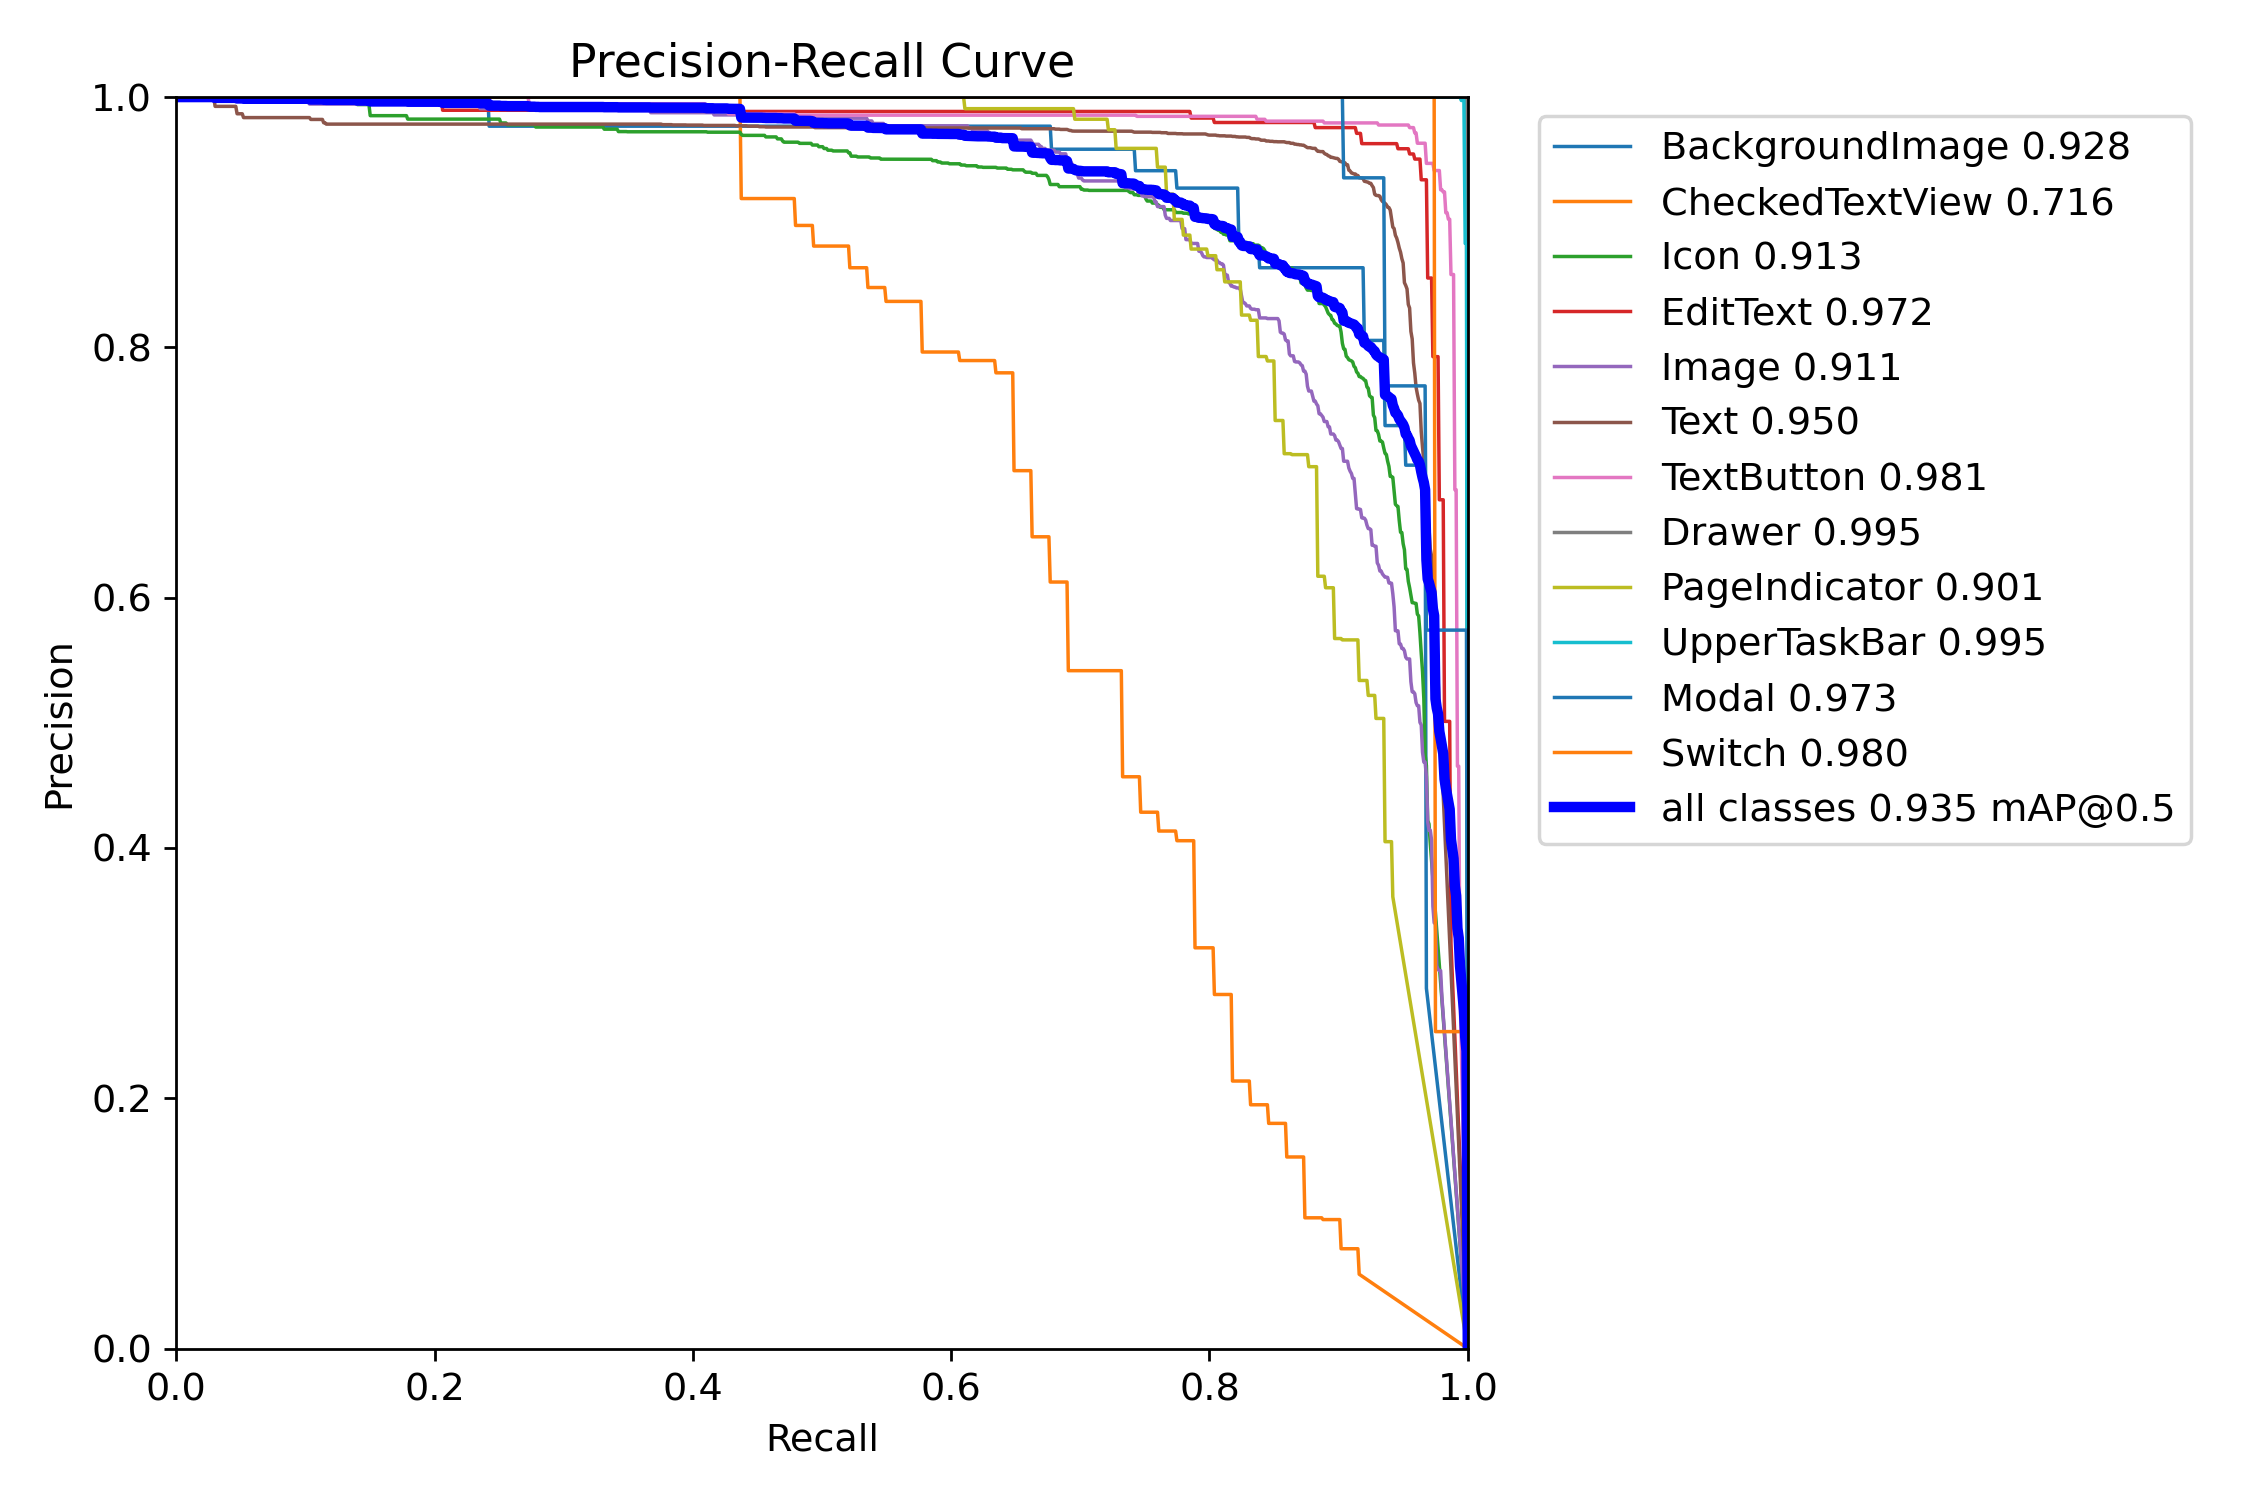 Precision-Recall Curve
1.0
0.8
0.6
0.4
0.2
0.0
Precision
0.0 0.2 0.4 0.6 0.8 1.0
Recall
BackgroundImage 0.928
CheckedTextView 0.716
Icon 0.913
EditText 0.972
Image 0.911
Text 0.950
TextButton 0.981
Drawer 0.995
PageIndicator 0.901
UpperTaskBar 0.995
Modal 0.973
Switch 0.980
all classes 0.935 mAP@0.5